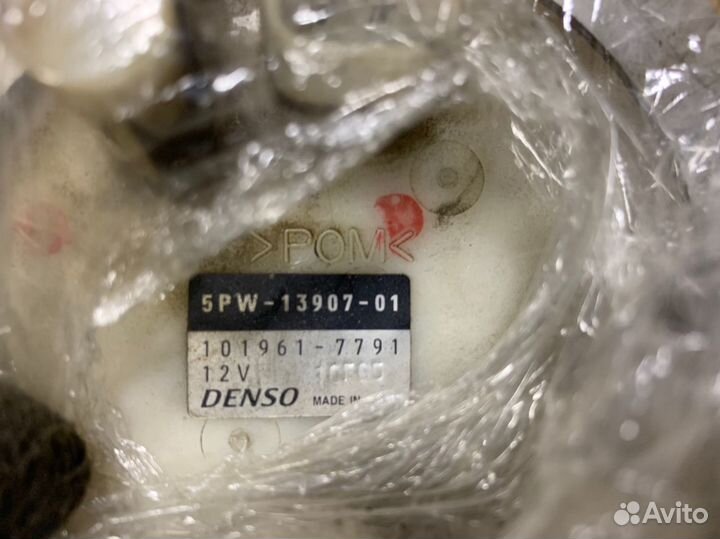 >POM<
5PW-13907-01
101961-7791
12V
DENSO MADE IN
Avito